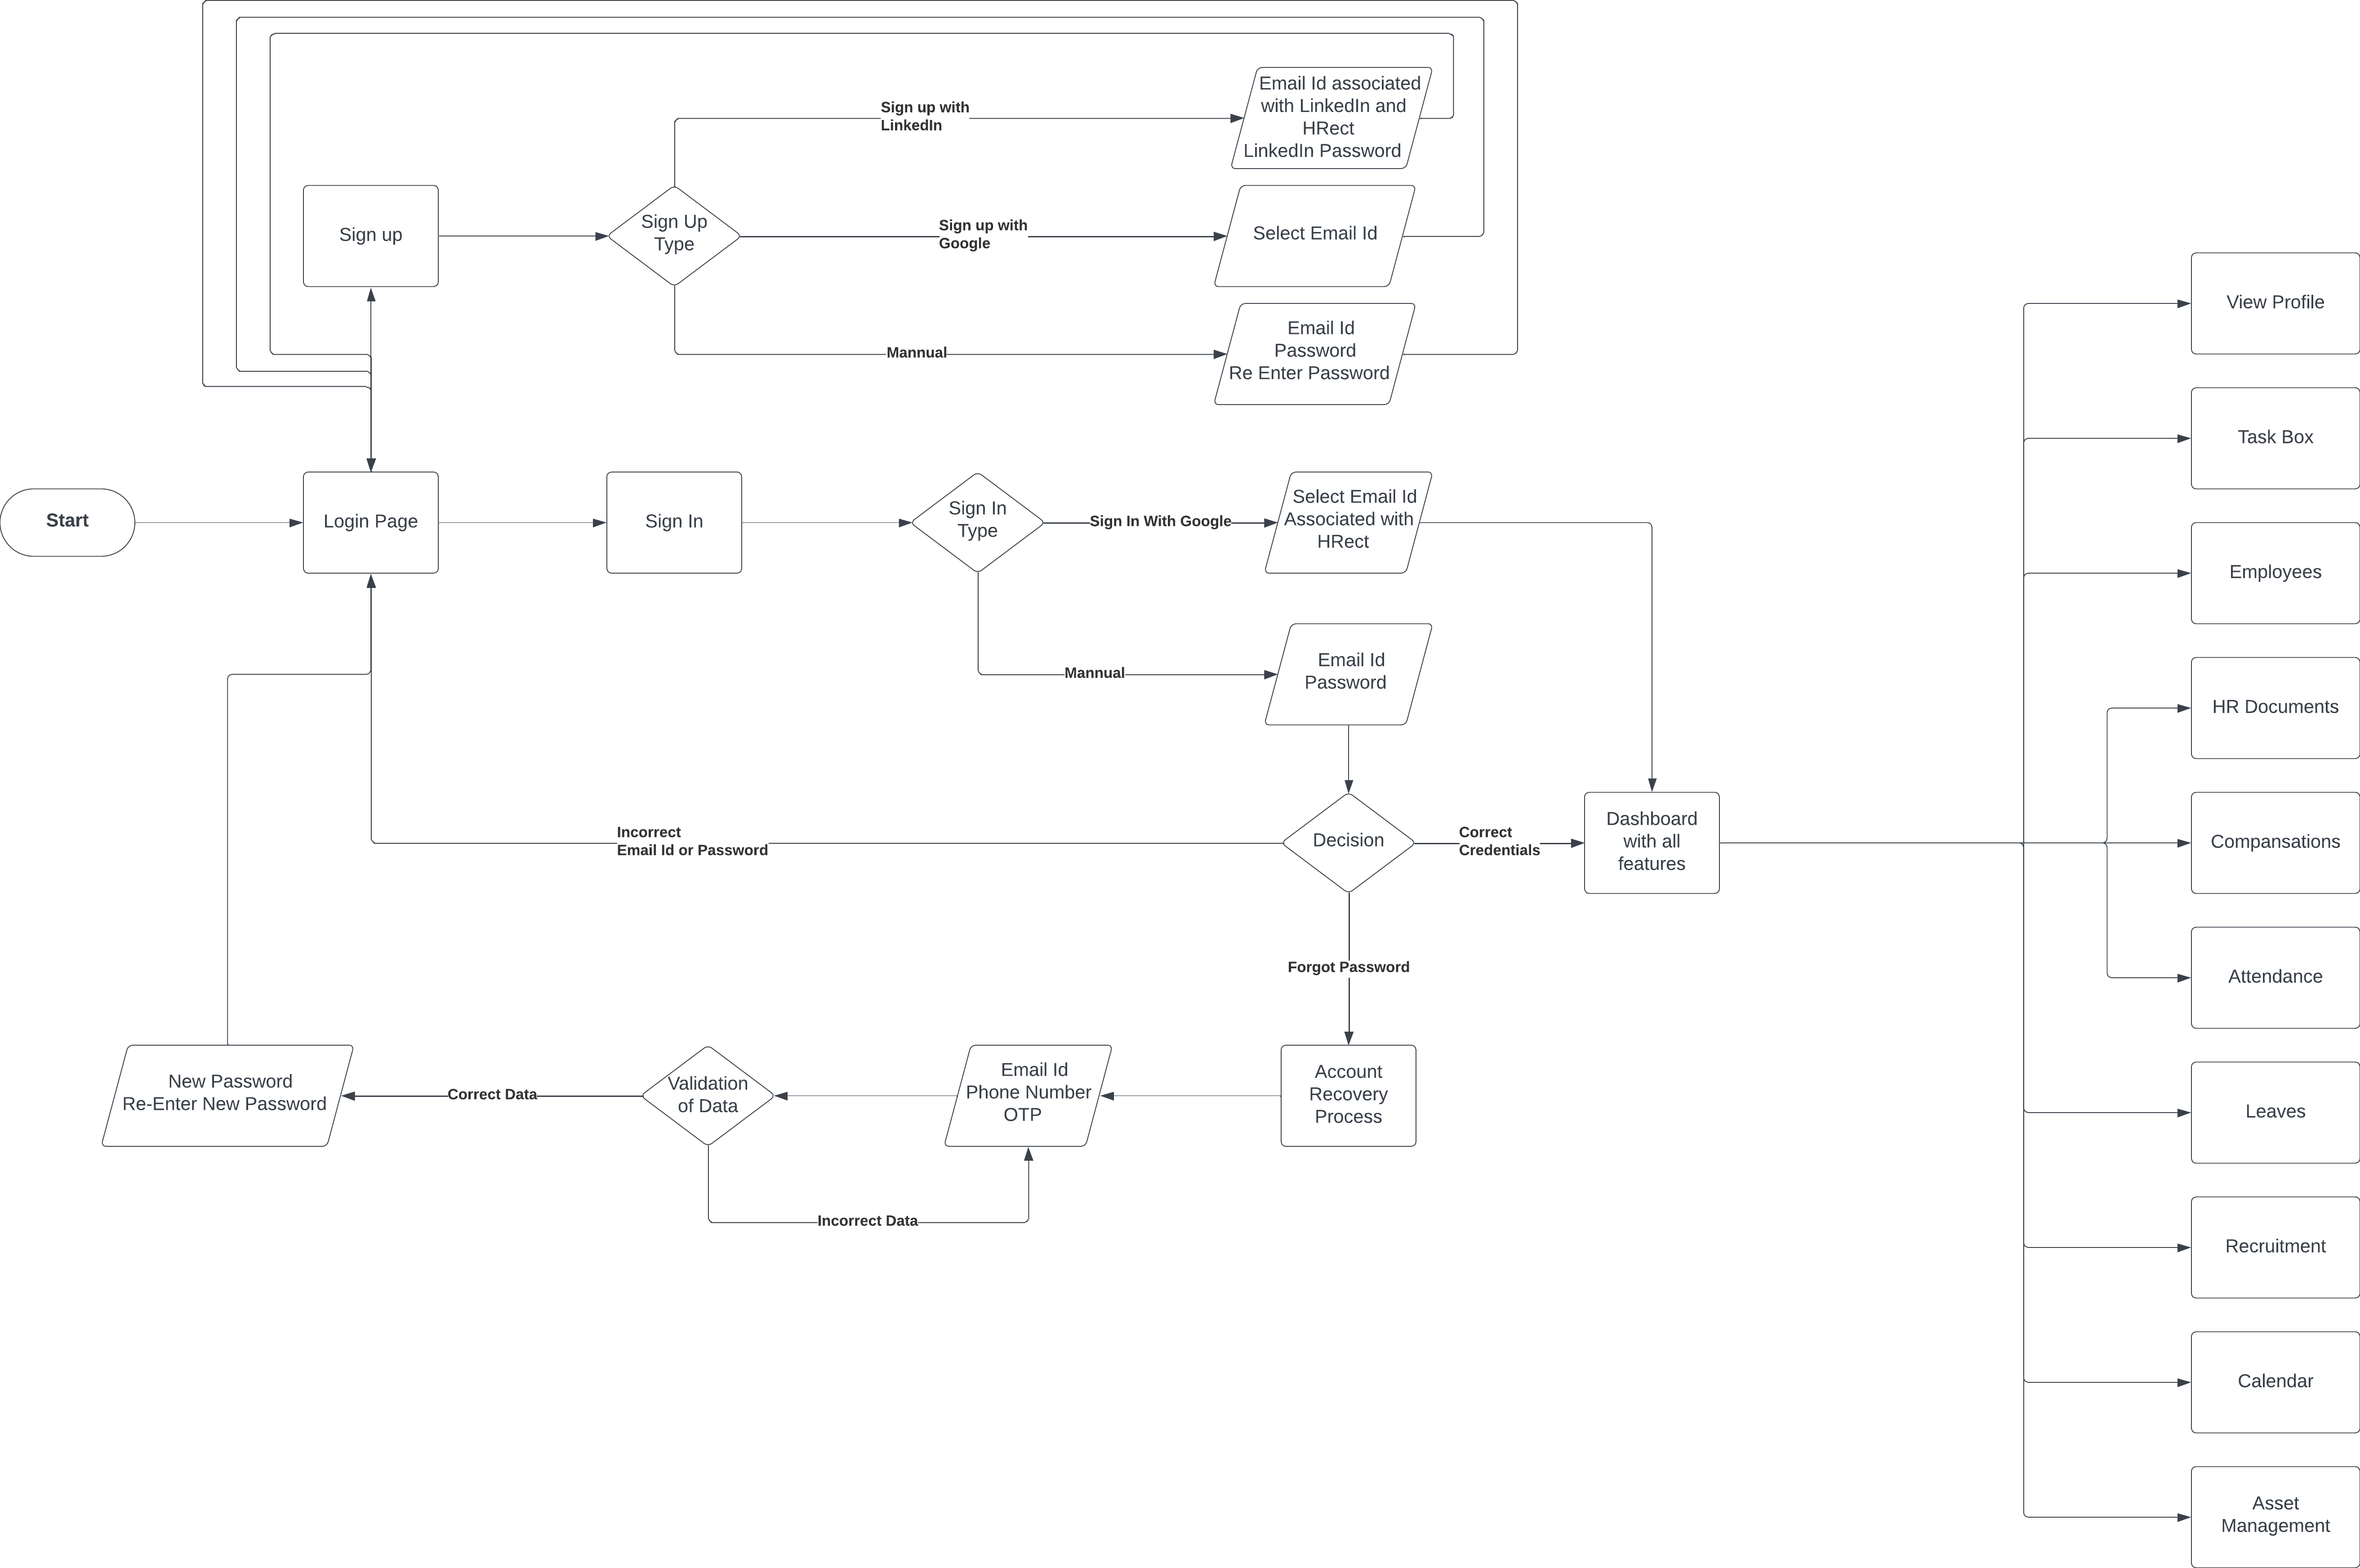 Sign up with
LinkedIn
Email Id associated
with LinkedIn and
HRect
LinkedIn Password
Sign up
Sign Up
Type
Sign up with
Google
Select Email Id
Mannual
Email Id
Password
Re Enter Password
Start
Login Page
Sign In
Sign In
Type
Sign In With Google
Select Email Id
Associated with
HRect
Mannual
Email Id
Password
Incorrect
Email Id or Password
Decision
Correct
Credentials
Dashboard
with all
features
Forgot Password
New Password
Re-Enter New Password
Correct Data
Validation
of Data
Email Id
Phone Number
OTP
Account
Recovery
Process
Incorrect Data
View Profile
Task Box
Employees
HR Documents
Compansations
Attendance
Leaves
Recruitment
Calendar
Asset
Management